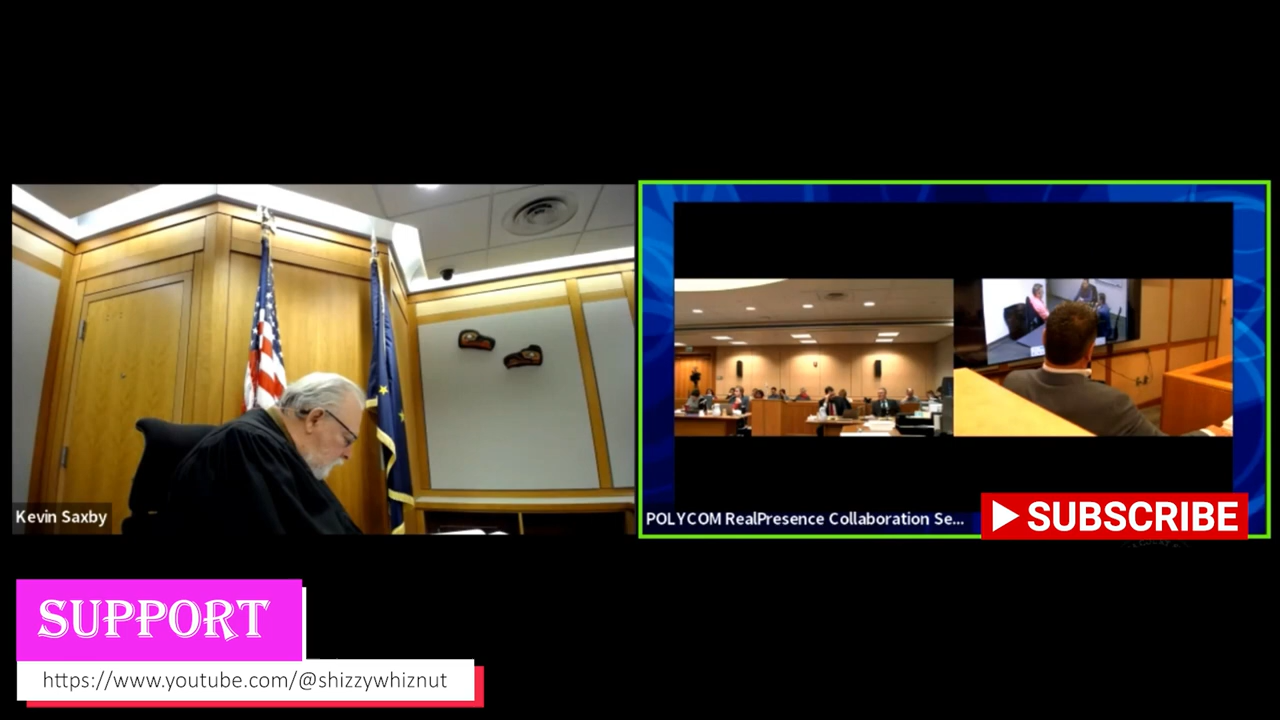 Kevin Saxby
POLYCOM RealPresence Collaboration Se...
SUBSCRIBE
SUPPORT
https://www.youtube.com/@shizzywhiznut